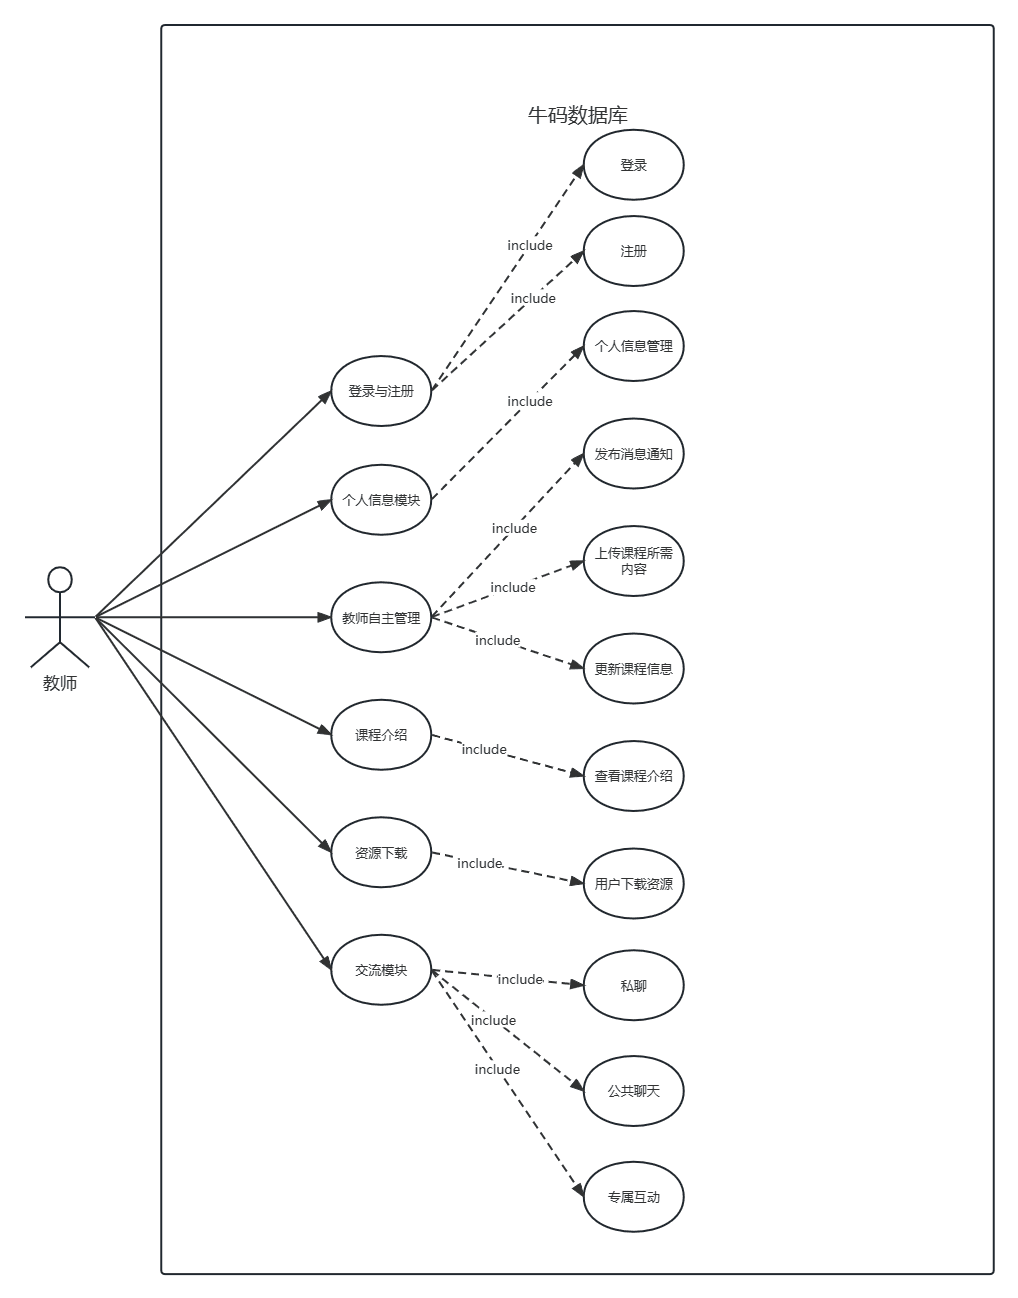 牛码数据库
登录
include
注册
include
个人信息管理
登录与注册
include
发布消息通知
个人信息模块
include
上传课程所需
内容
include
教师自主管理
include
更新课程信息
教师
课程介绍
include
查看课程介绍
资源下载
include
用户下载资源
交流模块
include
私聊
include
include
公共聊天
专属互动